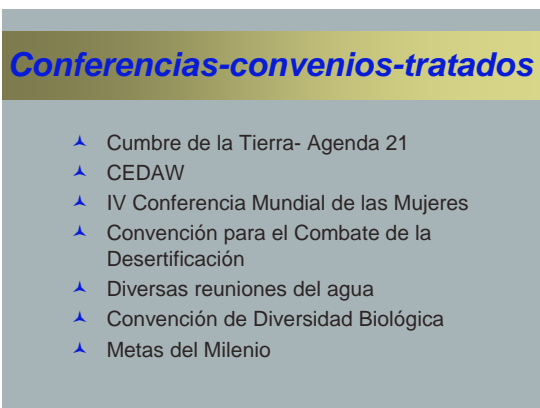 Conferencias-convenios-tratados
Cumbre de la Tierra- Agenda 21
CEDAW
IV Conferencia Mundial de las Mujeres
Convención para el Combate de la
Desertificación
Diversas reuniones del agua
Convención de Diversidad Biológica
Metas del Milenio